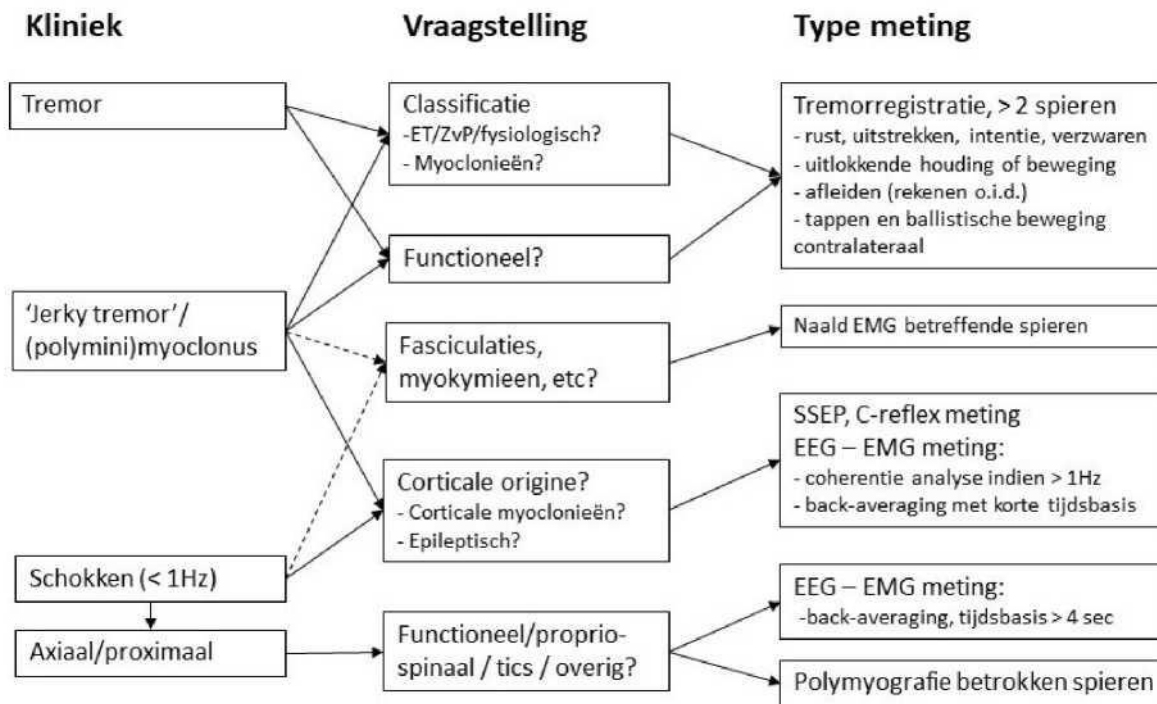 Kliniek
Vraagstelling
Type meting
Tremor
Classificatie
-ET/ZvP/fysiologisch?
- Myoclonieën?
Tremorregistratie, > 2 spieren
- rust, uitstrekken, intentie, verzwaren
- uitlokkende houding of beweging
- afleiden (rekenen o.i.d.)
- tappen en ballistische beweging
contralateraal
Functioneel?
'Jerky tremor'/
(polymini)myoclonus
Fasciculaties,
myokymieen, etc?
Naald EMG betreffende spieren
Corticale origine?
- Corticale myoclonieën?
- Epileptisch?
SSEP, C-reflex meting
EEG – EMG meting:
- coherentie analyse indien > 1Hz
- back-averaging met korte tijdsbasis
Schokken (< 1Hz)
Axiaal/proximaal
Functioneel/proprio-
spinaal / tics / overig?
EEG – EMG meting:
-back-averaging, tijdsbasis > 4 sec
Polymyografie betrokken spieren